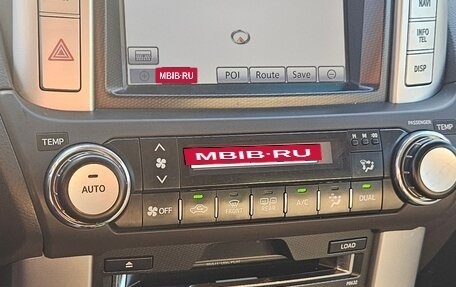 NAVI
INFO TEL
DISP
MBIB·RU
POI Route Save
TEMP
PASSENGER TEMP
MBIB·RU
AUTO
OFF FRONT REAR A/C DUAL
LOAD